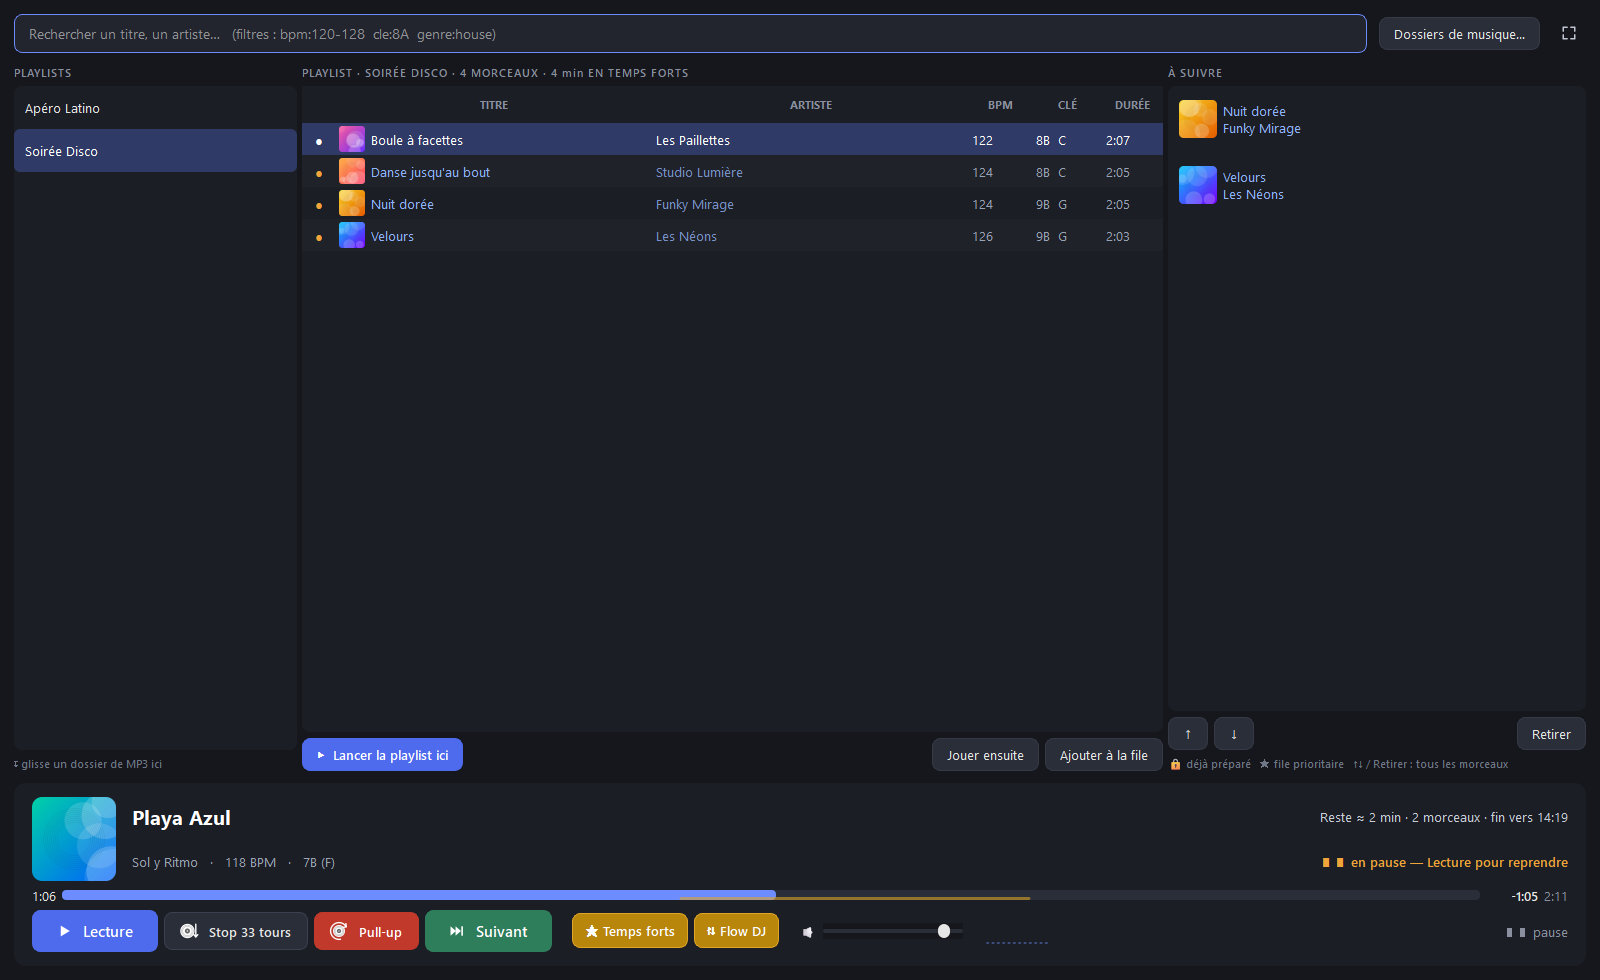 Rechercher un titre, un artiste... (filtres : bpm:120-128 cle:8A genre:house)
Dossiers de musique...
PLAYLISTS
PLAYLIST · SOIRÉE DISCO · 4 MORCEAUX · 4 min EN TEMPS FORTS
À SUIVRE
Apéro Latino
Soirée Disco
TITRE ARTISTE BPM CLÉ DURÉE
Boule à facettes Les Paillettes 122 8B C 2:07
Danse jusqu'au bout Studio Lumière 124 8B C 2:05
Nuit dorée Funky Mirage 124 9B G 2:05
Velours Les Néons 126 9B G 2:03
Nuit dorée
Funky Mirage
Velours
Les Néons
↑ ↓ Retirer
▶ Lancer la playlist ici
Jouer ensuite
Ajouter à la file
glisse un dossier de MP3 ici
🔒 déjà préparé ★ file prioritaire ↑↓ / Retirer : tous les morceaux
Playa Azul
Reste ≈ 2 min · 2 morceaux · fin vers 14:19
Sol y Ritmo · 118 BPM · 7B (F)
▮▮ en pause — Lecture pour reprendre
1:06
-1:05 2:11
▶ Lecture
Stop 33 tours
Pull-up
⏭ Suivant
★ Temps forts
⇅ Flow DJ
▮▮ pause